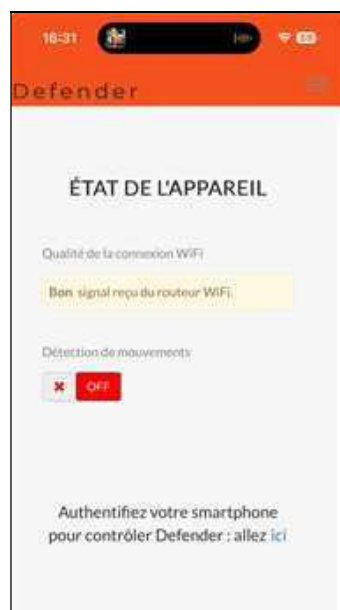 16:31
Defender
ÉTAT DE L'APPAREIL
Qualité de la connexion WiFi
Bon signal reçu du routeur WiFi.
Détection de mouvements
OFF
Authentifiez votre smartphone
pour contrôler Defender : allez ici